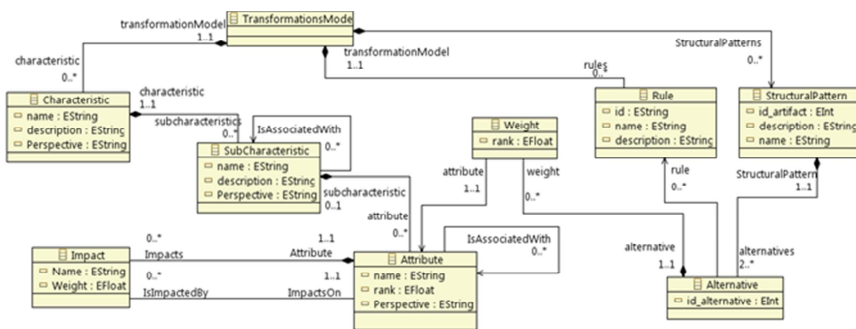 TransformationsMode
transformationModel
1..1
transformationModel
1..1
StructuralPatterns
0..*
characteristic
0..*
rules
0..*
Characteristic
name : EString
description : EString
Perspective : EString
characteristic
1..1
subcharacteristics
0..*
IsAssociatedWith
0..*
Rule
id : EString
name : EString
description : EString
StructuralPattern
id_artifact : EInt
description : EString
name : EString
Weight
rank : EFloat
SubCharacteristic
name : EString
description : EString
Perspective : EString
subcharacteristic
0..1
attribute
0..*
attribute
1..1
weight
0..*
rule
0..*
StructuralPattern
1..1
IsAssociatedWith
0..*
alternative
1..1
alternatives
2..*
Impact
Name : EString
Weight : EFloat
0..*
Impacts
1..1
Attribute
0..*
IsImpactedBy
1..1
ImpactsOn
Attribute
name : EString
rank : EFloat
Perspective : EString
Alternative
id_alternative : EInt